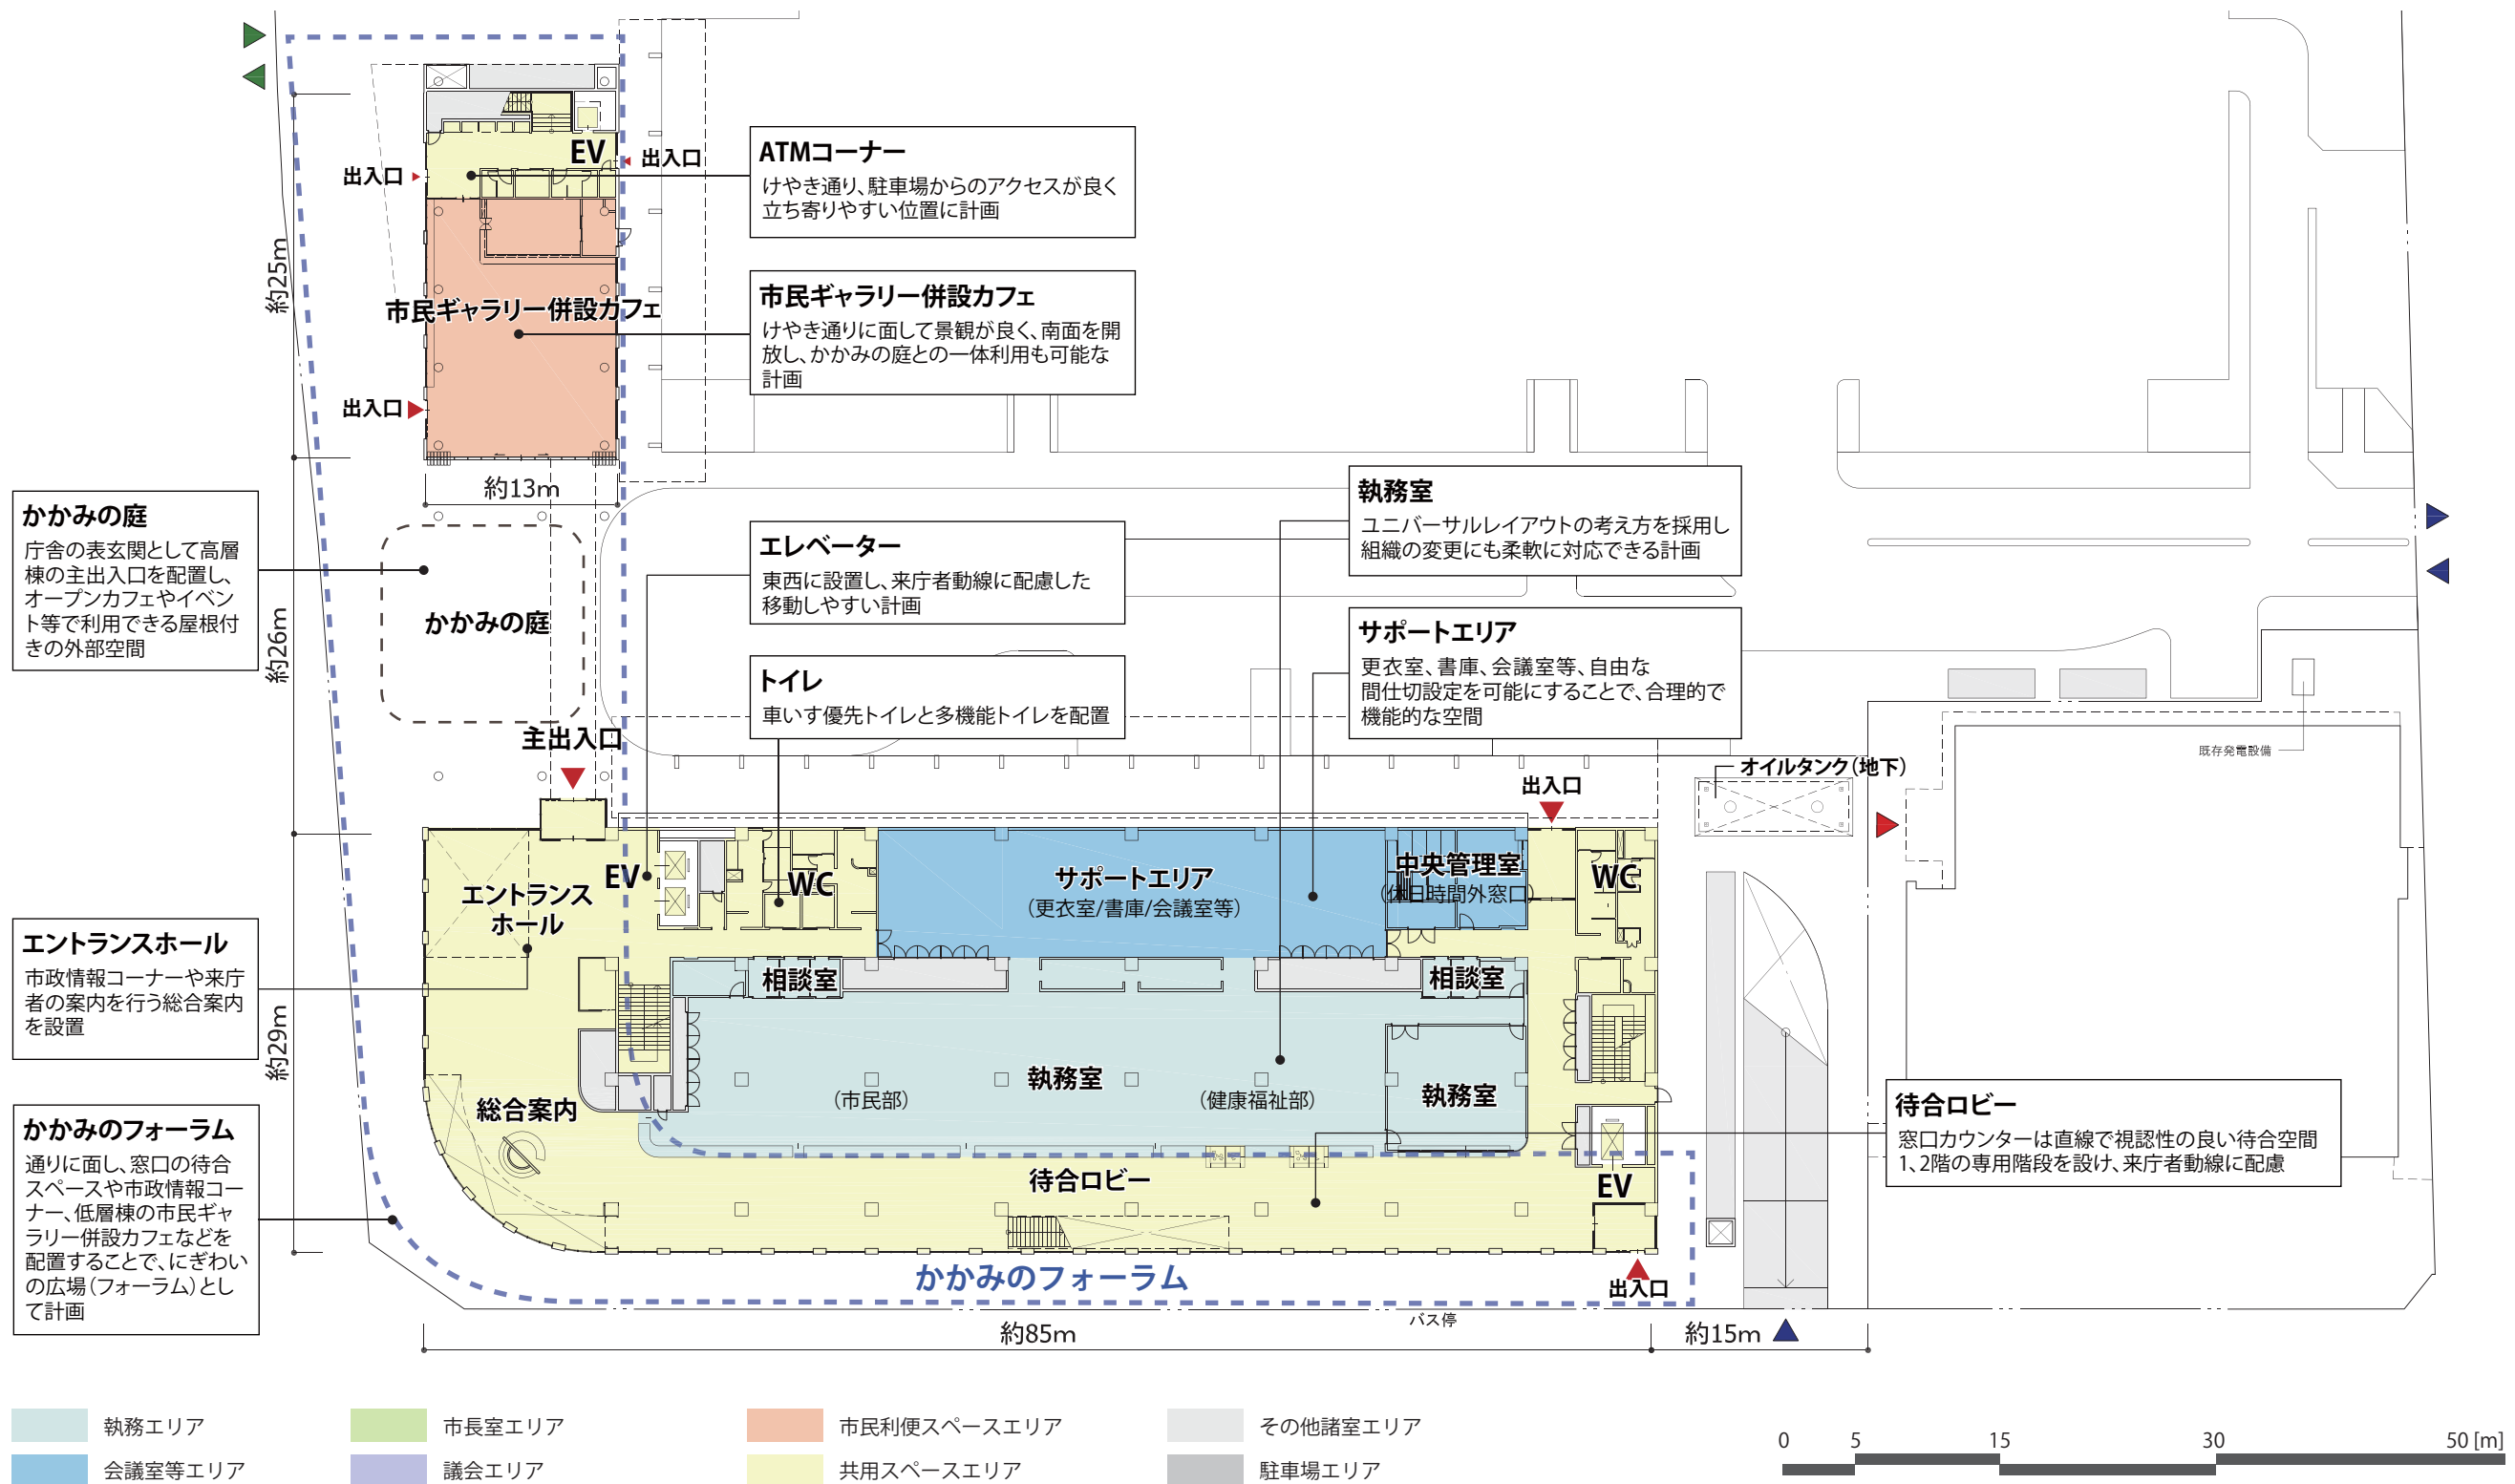 ATMコーナー
けやき通り、駐車場からのアクセスが良く
立ち寄りやすい位置に計画
EV
出入口
出入口
市民ギャラリー併設カフェ
けやき通りに面して景観が良く、南面を開
放し、かかみの庭との一体利用も可能な
計画
約25m
市民ギャラリー併設カフェ
出入口
約13m
かかみの庭
庁舎の表玄関として高層
棟の主出入口を配置し、
オープンカフェやイベン
ト等で利用できる屋根付
きの外部空間
かかみの庭
約26m
エレベーター
東西に設置し、来庁者動線に配慮した
移動しやすい計画
執務室
ユニバーサルレイアウトの考え方を採用し
組織の変更にも柔軟に対応できる計画
トイレ
車いす優先トイレと多機能トイレを配置
サポートエリア
更衣室、書庫、会議室等、自由な
間仕切設定を可能にすることで、合理的で
機能的な空間
主出入口
出入口
オイルタンク(地下)
既存発電設備
エントランス
ホール
EV
WC
サポートエリア
(更衣室/書庫/会議室等)
中央管理室
(休日時間外窓口)
WC
エントランスホール
市政情報コーナーや来庁
者の案内を行う総合案内
を設置
相談室
相談室
約29m
総合案内
執務室
(市民部)
(健康福祉部)
執務室
かかみのフォーラム
通りに面し、窓口の待合
スペースや市政情報コー
ナー、低層棟の市民ギャ
ラリー併設カフェなどを
配置することで、にぎわい
の広場(フォーラム)とし
て計画
待合ロビー
窓口カウンターは直線で視認性の良い待合空間
1、2階の専用階段を設け、来庁者動線に配慮
待合ロビー
EV
かかみのフォーラム
出入口
バス停
約85m
約15m
執務エリア
市長室エリア
市民利便スペースエリア
その他諸室エリア
会議室等エリア
議会エリア
共用スペースエリア
駐車場エリア
0 5 15 30 50 [m]